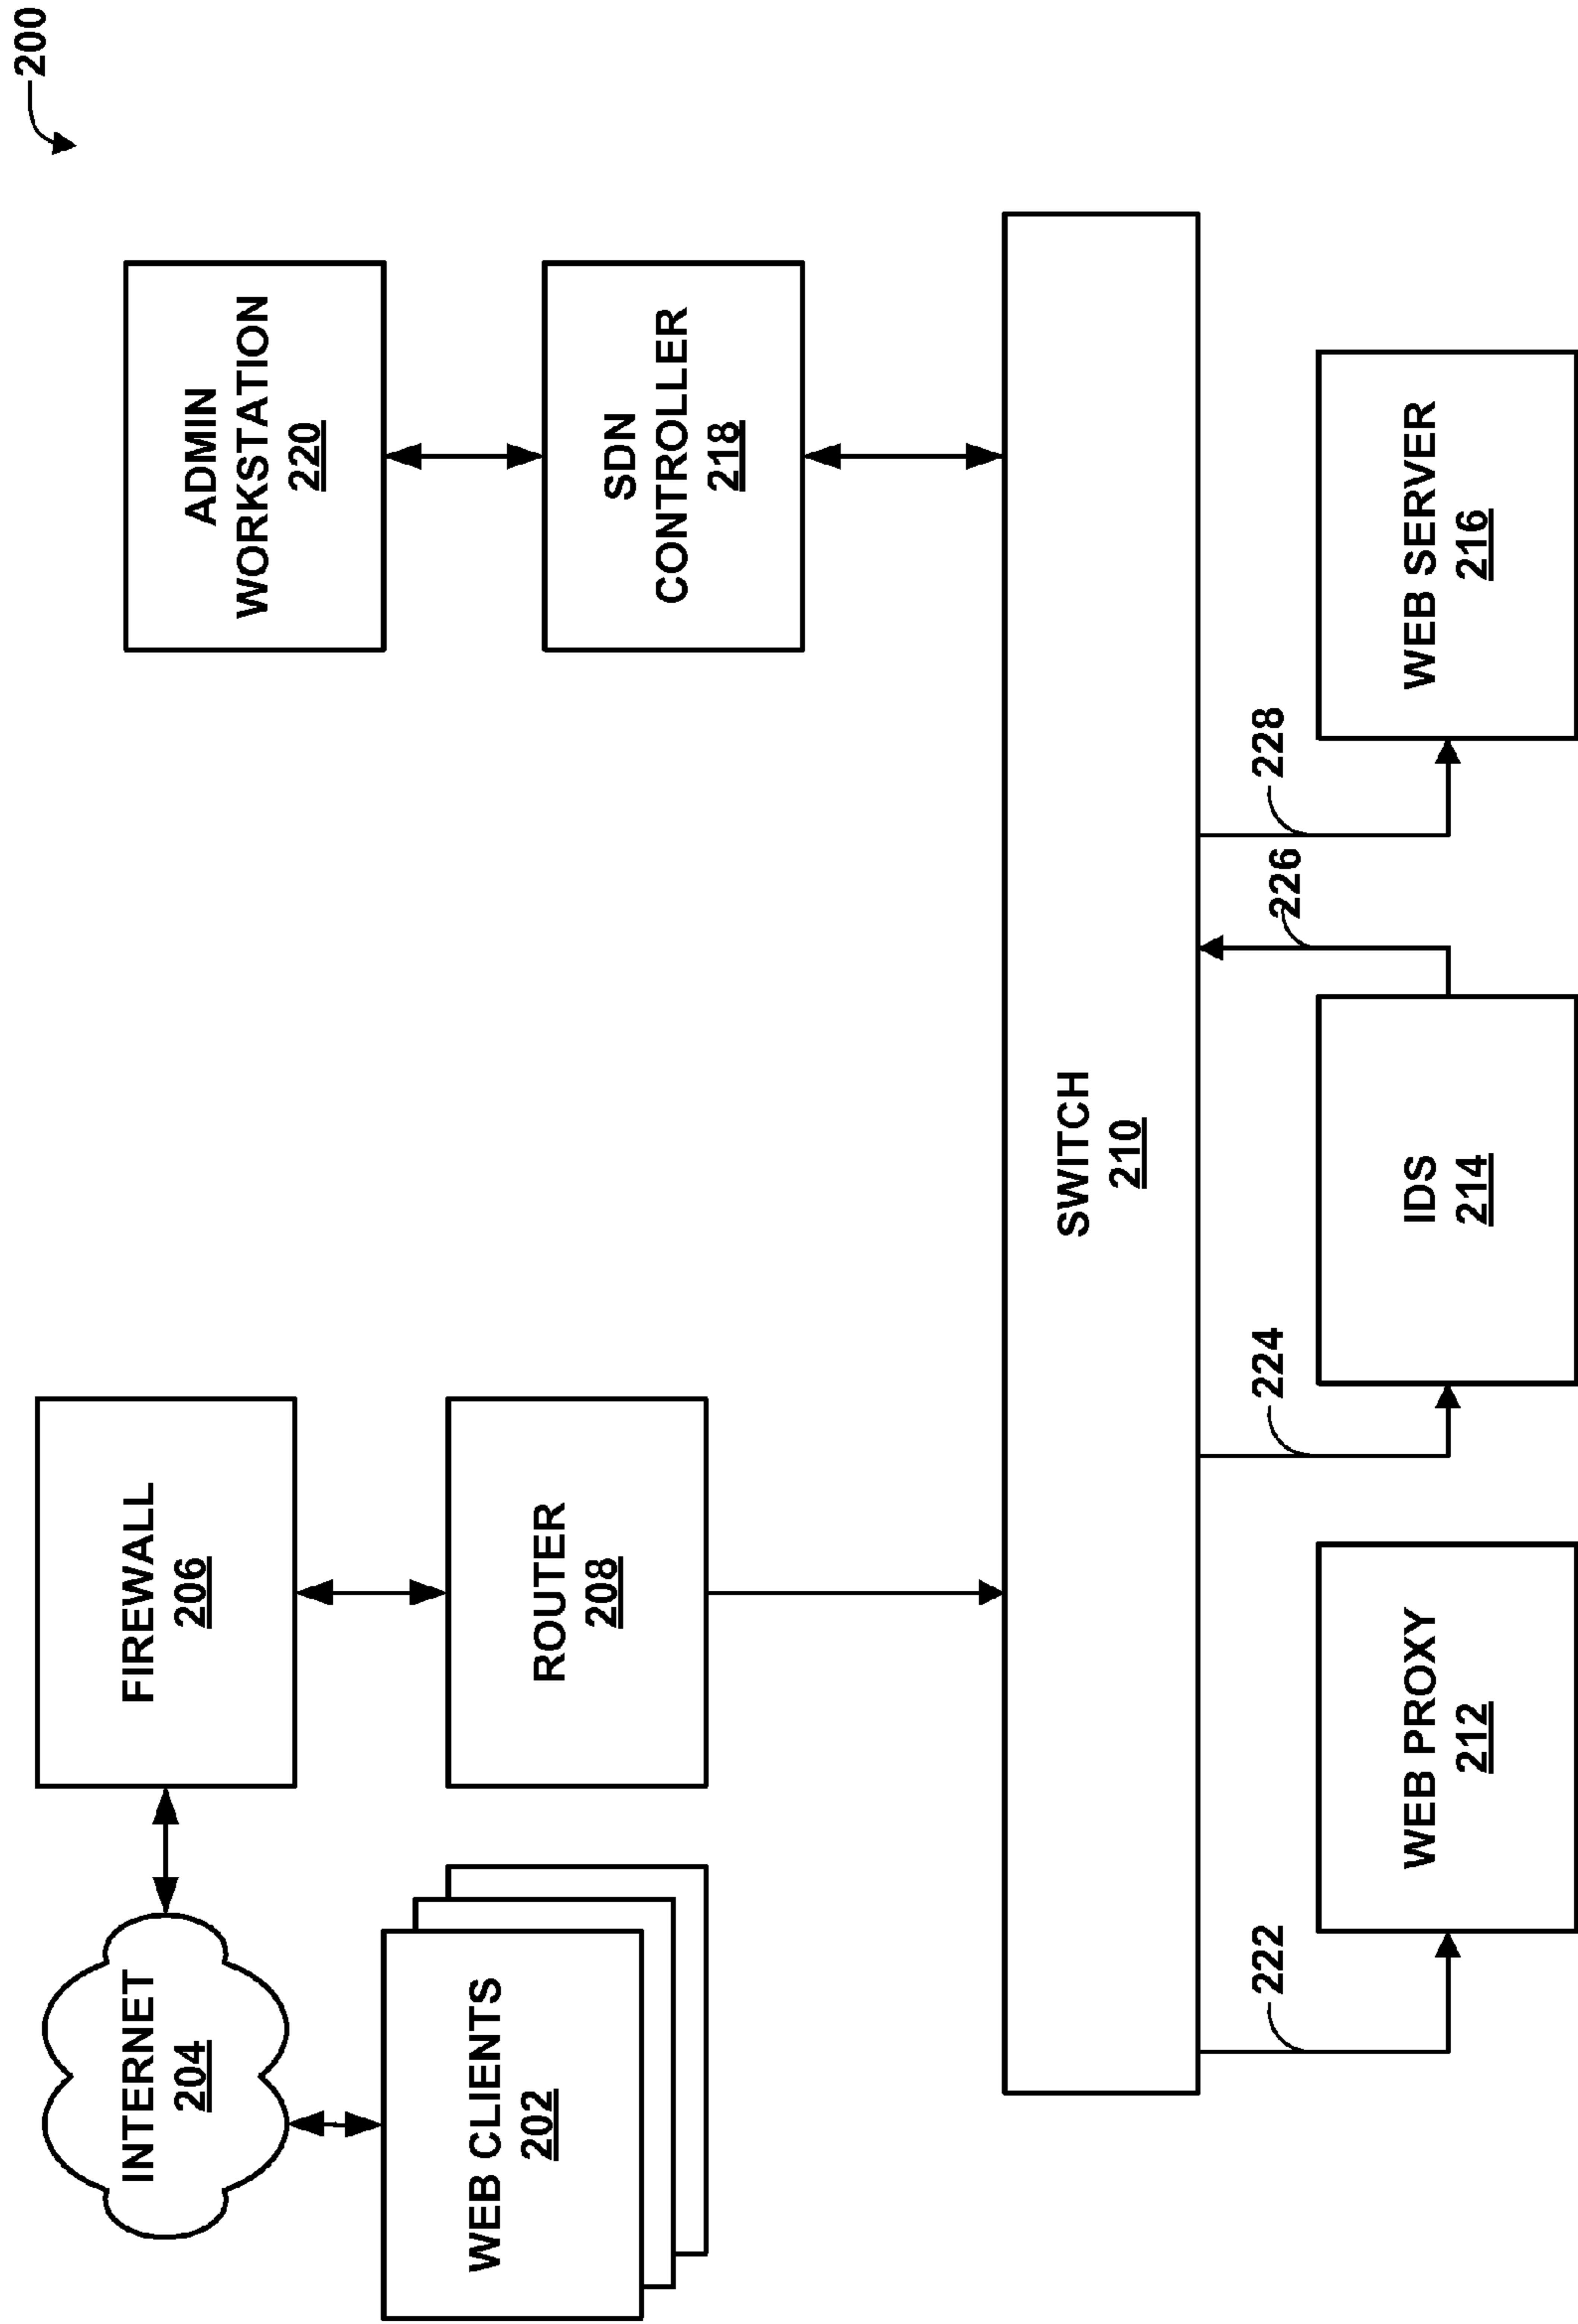 200
INTERNET
204
FIREWALL
206
ADMIN
WORKSTATION
220
WEB CLIENTS
202
ROUTER
208
SDN
CONTROLLER
218
SWITCH
210
222
224
226
228
WEB PROXY
212
IDS
214
WEB SERVER
216